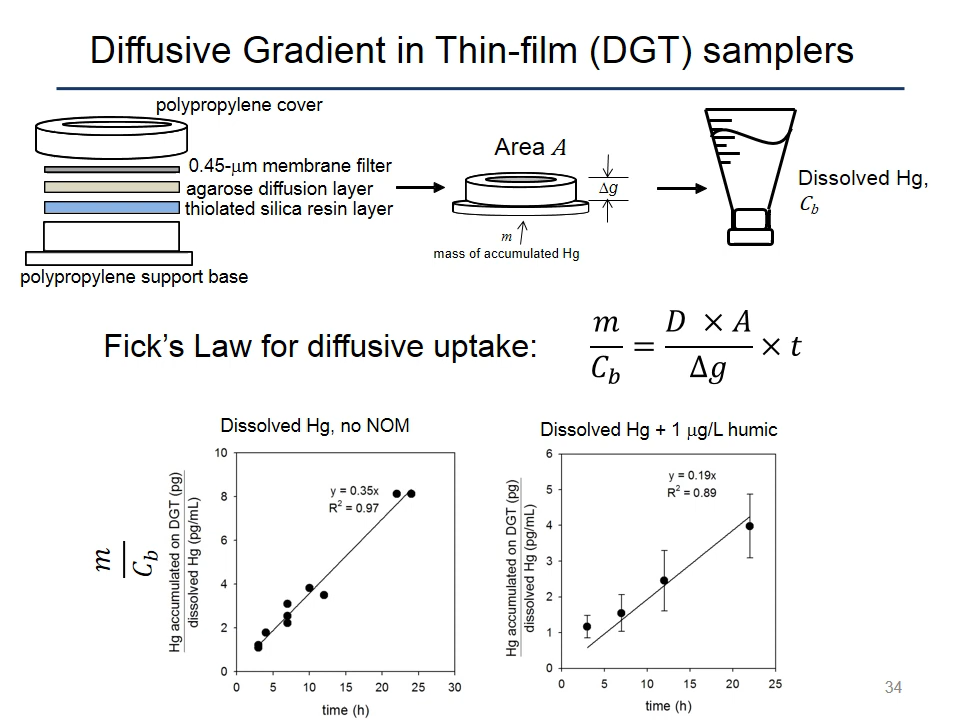 Diffusive Gradient in Thin-film (DGT) samplers
polypropylene cover
0.45-μm membrane filter
agarose diffusion layer
thiolated silica resin layer
polypropylene support base
Area A
Δg
m
mass of accumulated Hg
Dissolved Hg,
C_b
Fick's Law for diffusive uptake:
m/C_b = (D × A)/Δg × t
m/C_b
Dissolved Hg, no NOM
Hg accumulated on DGT (pg)
dissolved Hg (pg/mL)
10
8
6
4
2
0
y = 0.35x
R² = 0.97
0 5 10 15 20 25 30
time (h)
Dissolved Hg + 1 μg/L humic
Hg accumulated on DGT (pg)
dissolved Hg (pg/mL)
6
5
4
3
2
1
0
y = 0.19x
R² = 0.89
0 5 10 15 20 25
time (h)
34